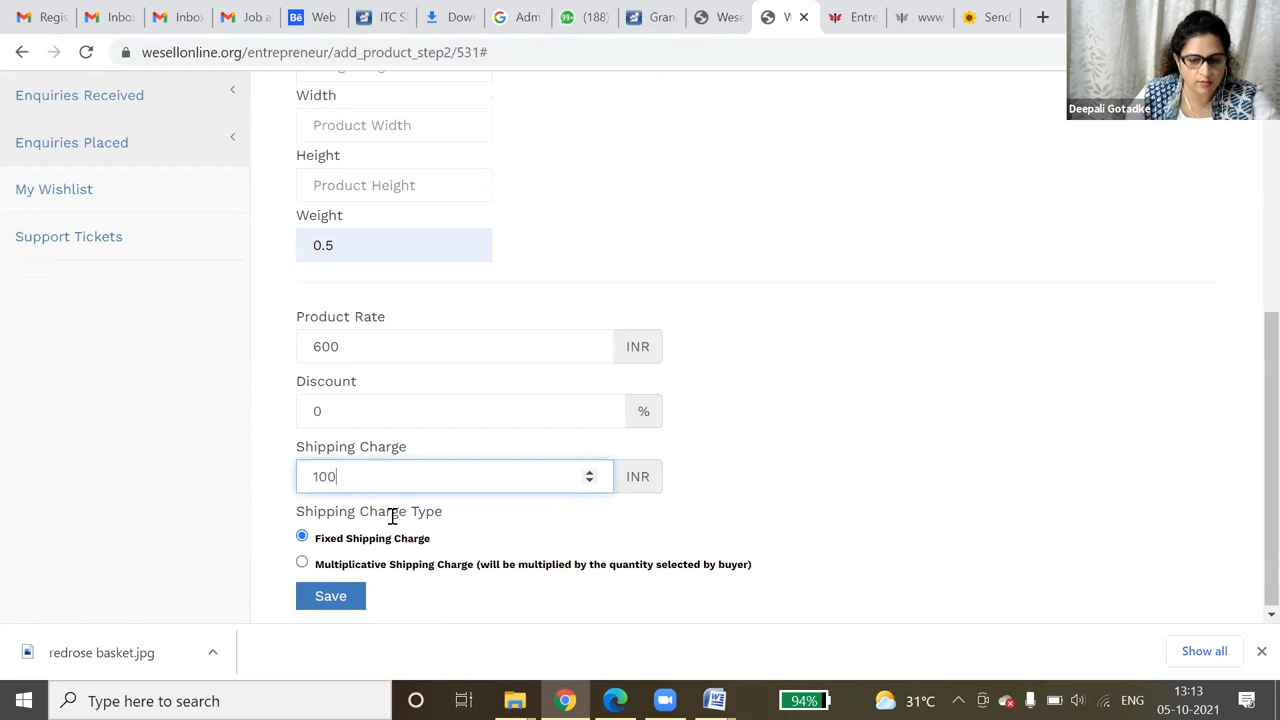 Regis
Inbo
Inbox
Job a
Web
ITC S
Down
Adm
(188)
Gran
Wese
W
Entre
www
Send
wesellonline.org/entrepreneur/add_product_step2/531#
Deepali Gotadke
Enquiries Received
Enquiries Placed
My Wishlist
Support Tickets
Width
Product Width
Height
Product Height
Weight
0.5
Product Rate
600 INR
Discount
0 %
Shipping Charge
100 INR
Shipping Charge Type
Fixed Shipping Charge
Multiplicative Shipping Charge (will be multiplied by the quantity selected by buyer)
Save
redrose basket.jpg
Show all
Type here to search
94%
31°C
ENG
13:13
05-10-2021